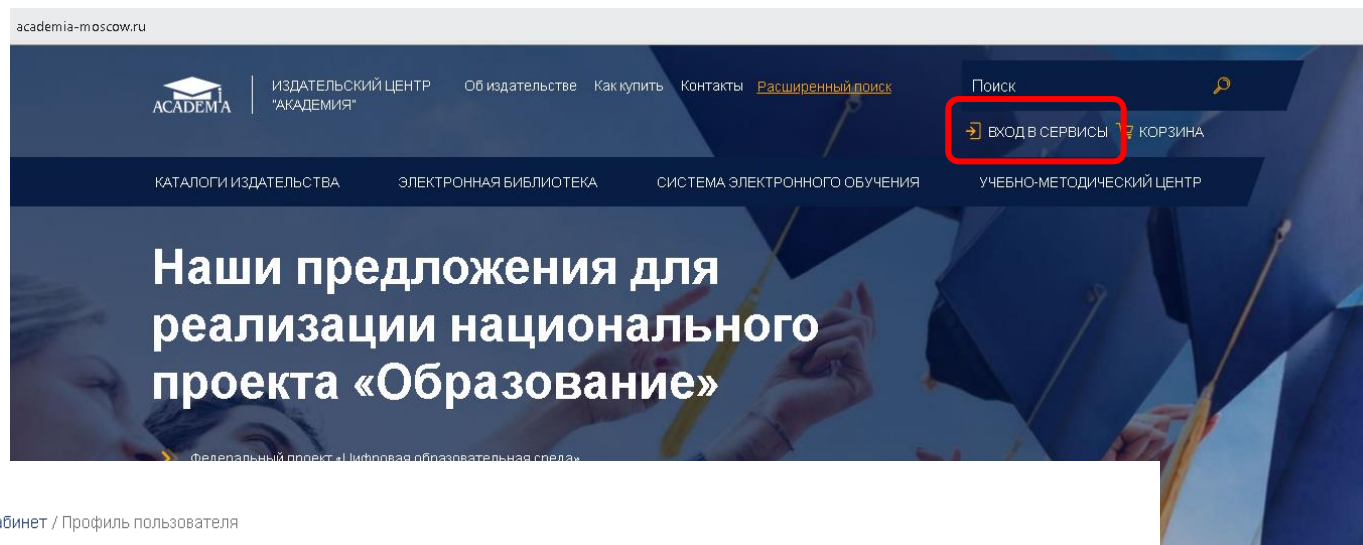 academia-moscow.ru
ACADEMiA
ИЗДАТЕЛЬСКИЙ ЦЕНТР
"АКАДЕМИЯ"
Об издательстве Как купить Контакты Расширенный поиск
Поиск
ВХОД В СЕРВИСЫ КОРЗИНА
КАТАЛОГИ ИЗДАТЕЛЬСТВА ЭЛЕКТРОННАЯ БИБЛИОТЕКА СИСТЕМА ЭЛЕКТРОННОГО ОБУЧЕНИЯ УЧЕБНО-МЕТОДИЧЕСКИЙ ЦЕНТР
Наши предложения для
реализации национального
проекта «Образование»
Федеральный проект «Цифровая образовательная среда»
абинет / Профиль пользователя